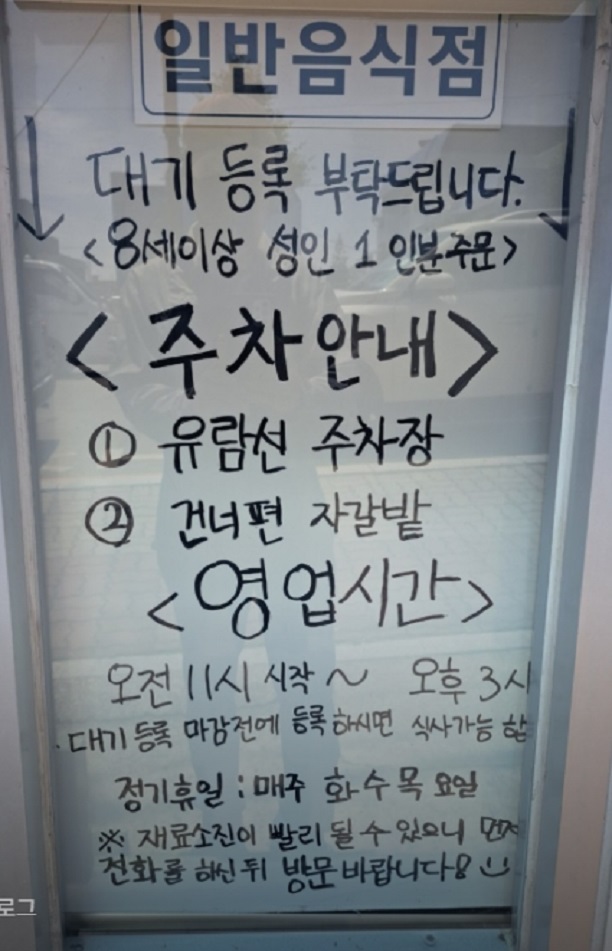 일반음식점
대기 등록 부탁드립니다.
<8세이상 성인 1 인분 주문>
<주차안내>
① 유람선 주차장
② 건너편 자갈밭
<영업시간>
오전 11시 시작 ~ 오후 3시
대기 등록 마감전에 등록 하시면 식사가능 합
정기휴일 : 매주 화 수 목 요일
※ 재료소진이 빨리 될 수 있으니 먼저
전화를 하신 뒤 방문 바랍니다!
로그